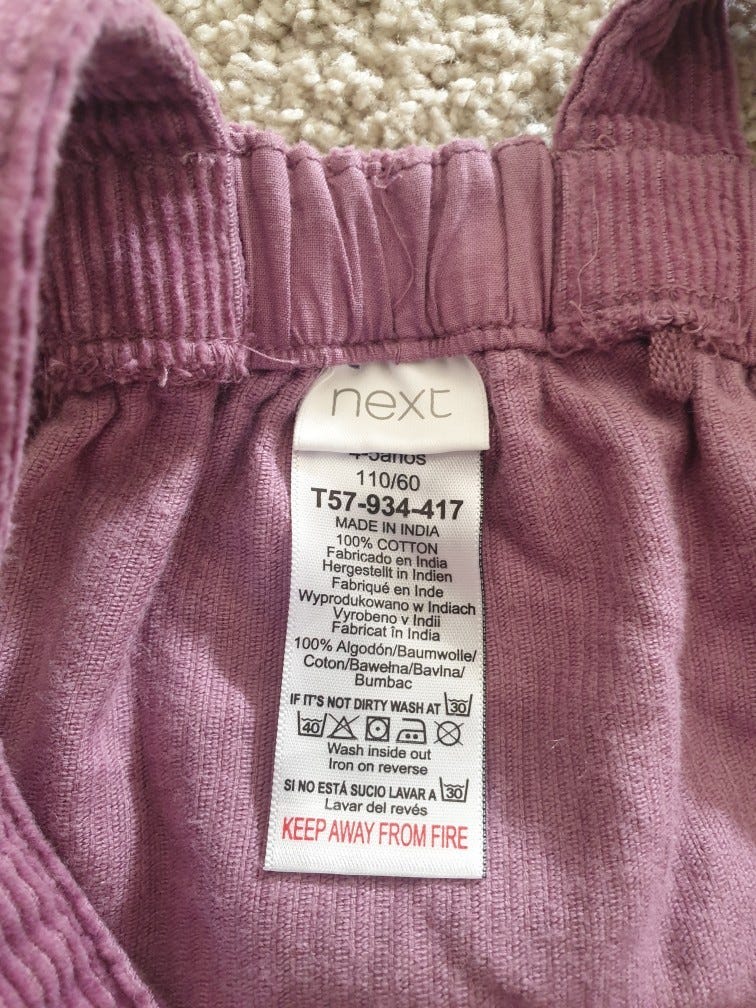 next
4-5años
110/60
T57-934-417
MADE IN INDIA
100% COTTON
Fabricado en India
Hergestellt in Indien
Fabriqué en Inde
Wyprodukowano w Indiach
Vyrobeno v Indii
Fabricat în India
100% Algodón/Baumwolle/
Coton/Bawełna/Bavlna/
Bumbac
IF IT'S NOT DIRTY WASH AT 30
40
Wash inside out
Iron on reverse
SI NO ESTÁ SUCIO LAVAR A 30
Lavar del revés
KEEP AWAY FROM FIRE